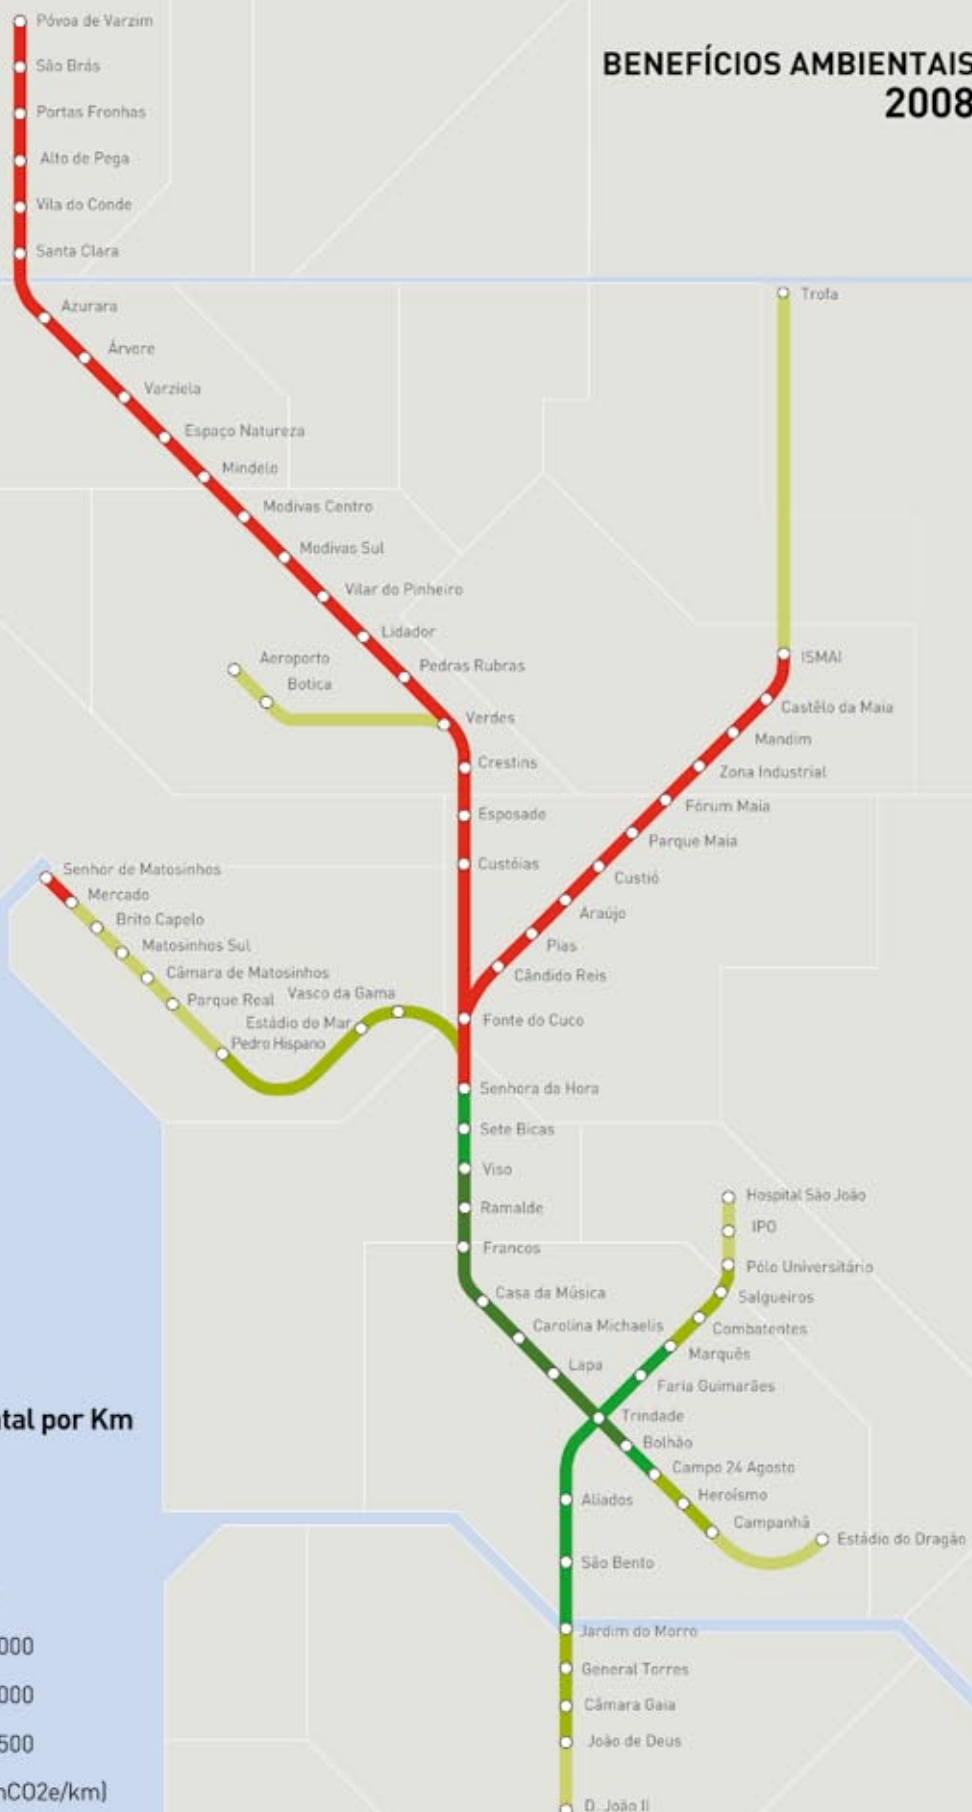 BENEFÍCIOS AMBIENTAIS
2008
Póvoa de Varzim
São Brás
Portas Fronhas
Alto de Pega
Vila do Conde
Santa Clara
Azurara
Árvore
Varziela
Espaço Natureza
Mindelo
Modivas Centro
Modivas Sul
Vilar do Pinheiro
Lidador
Pedras Rubras
Aeroporto
Botica
Verdes
Crestins
Esposade
Custóias
Trofa
ISMAI
Castêlo da Maia
Mandim
Zona Industrial
Fórum Maia
Parque Maia
Custió
Araújo
Pias
Cândido Reis
Senhor de Matosinhos
Mercado
Brito Capelo
Matosinhos Sul
Câmara de Matosinhos
Parque Real
Vasco da Gama
Estádio do Mar
Pedro Hispano
Fonte do Cuco
Senhora da Hora
Sete Bicas
Viso
Ramalde
Francos
Casa da Música
Carolina Michaelis
Lapa
Hospital São João
IPO
Pólo Universitário
Salgueiros
Combatentes
Marquês
Faria Guimarães
Trindade
Bolhão
Campo 24 Agosto
Heroísmo
Campanhã
Estádio do Dragão
Aliados
São Bento
Jardim do Morro
General Torres
Câmara Gaia
João de Deus
D. João II
ntal por Km
000
000
500
nCO2e/km)